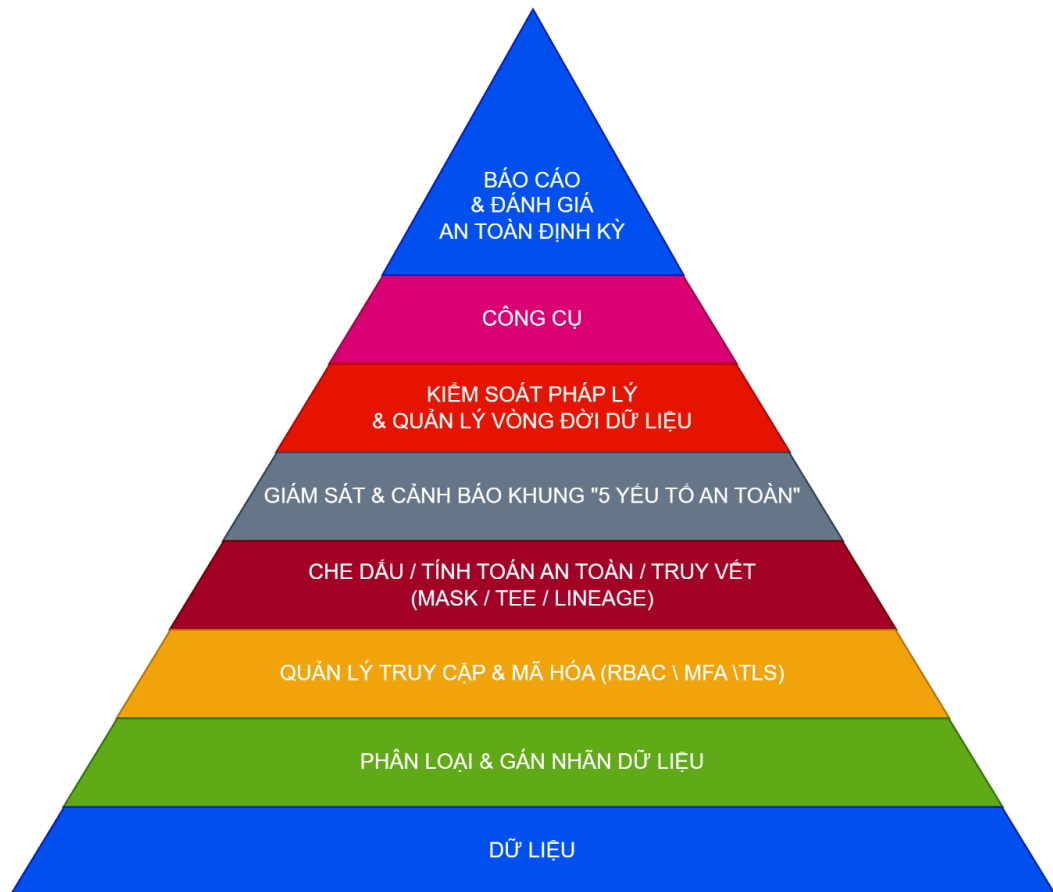 BÁO CÁO
& ĐÁNH GIÁ
AN TOÀN ĐỊNH KỲ
CÔNG CỤ
KIỂM SOÁT PHÁP LÝ
& QUẢN LÝ VÒNG ĐỜI DỮ LIỆU
GIÁM SÁT & CẢNH BÁO KHUNG "5 YẾU TỐ AN TOÀN"
CHE DẤU / TÍNH TOÁN AN TOÀN / TRUY VẾT
(MASK / TEE / LINEAGE)
QUẢN LÝ TRUY CẬP & MÃ HÓA (RBAC \ MFA \TLS)
PHÂN LOẠI & GÁN NHÃN DỮ LIỆU
DỮ LIỆU